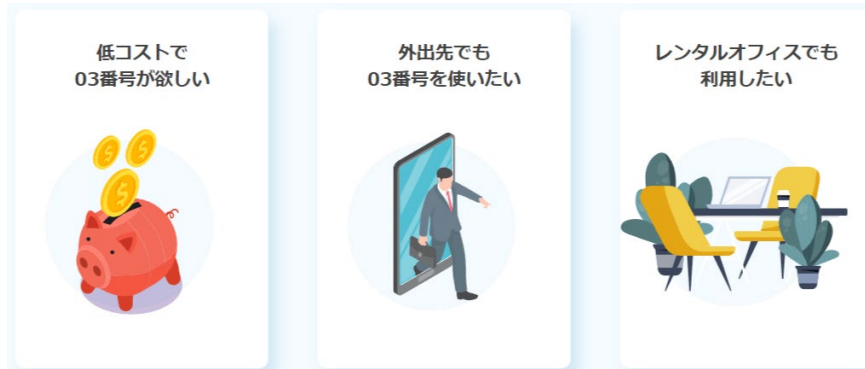 低コストで
03番号が欲しい
外出先でも
03番号を使いたい
レンタルオフィスでも
利用したい